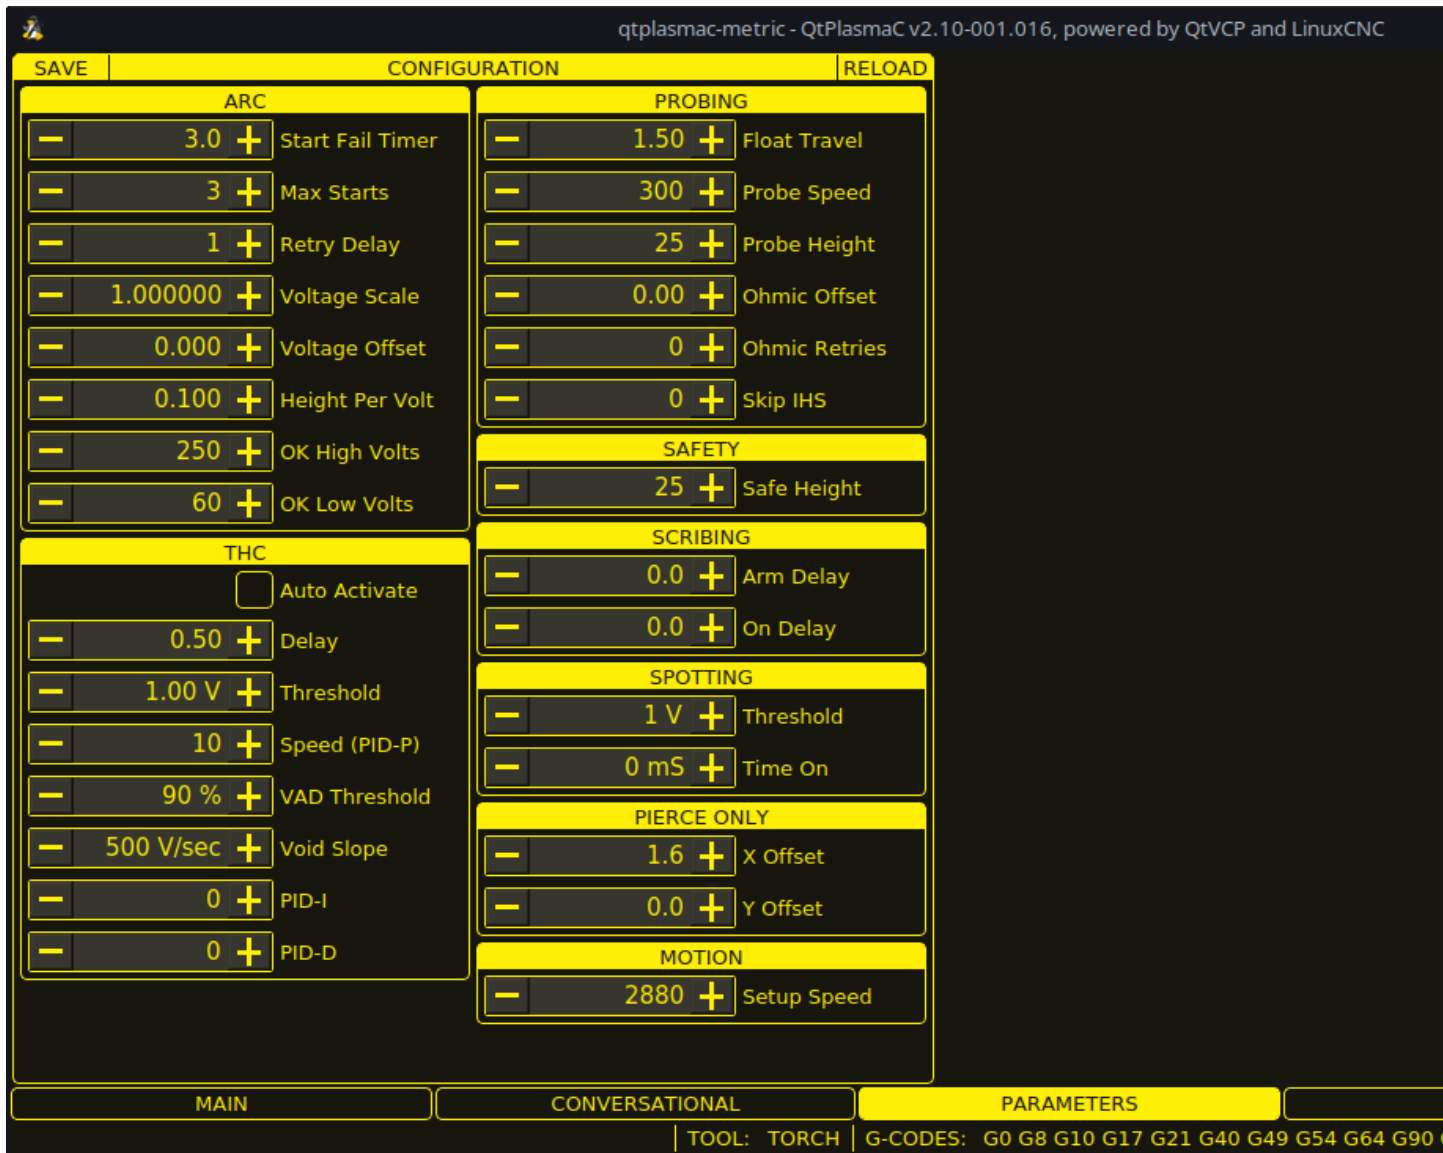 qtplasmac-metric - QtPlasmaC v2.10-001.016, powered by QtVCP and LinuxCNC
SAVE CONFIGURATION RELOAD
ARC
3.0 Start Fail Timer
3 Max Starts
1 Retry Delay
1.000000 Voltage Scale
0.000 Voltage Offset
0.100 Height Per Volt
250 OK High Volts
60 OK Low Volts
THC
Auto Activate
0.50 Delay
1.00 V Threshold
10 Speed (PID-P)
90 % VAD Threshold
500 V/sec Void Slope
0 PID-I
0 PID-D
PROBING
1.50 Float Travel
300 Probe Speed
25 Probe Height
0.00 Ohmic Offset
0 Ohmic Retries
0 Skip IHS
SAFETY
25 Safe Height
SCRIBING
0.0 Arm Delay
0.0 On Delay
SPOTTING
1 V Threshold
0 mS Time On
PIERCE ONLY
1.6 X Offset
0.0 Y Offset
MOTION
2880 Setup Speed
MAIN CONVERSATIONAL PARAMETERS
TOOL: TORCH G-CODES: G0 G8 G10 G17 G21 G40 G49 G54 G64 G90